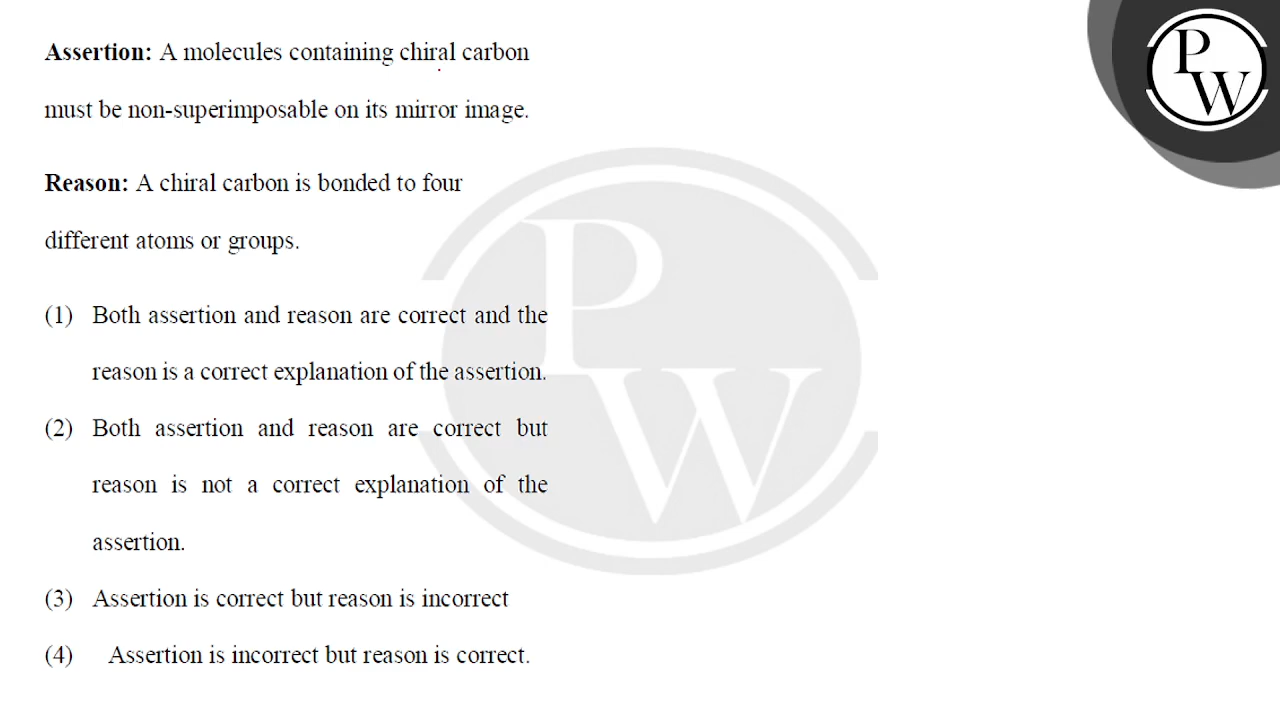 Assertion: A molecules containing chiral carbon
must be non-superimposable on its mirror image.
Reason: A chiral carbon is bonded to four
different atoms or groups.
(1) Both assertion and reason are correct and the
reason is a correct explanation of the assertion.
(2) Both assertion and reason are correct but
reason is not a correct explanation of the
assertion.
(3) Assertion is correct but reason is incorrect
(4) Assertion is incorrect but reason is correct.
P
W
P
W